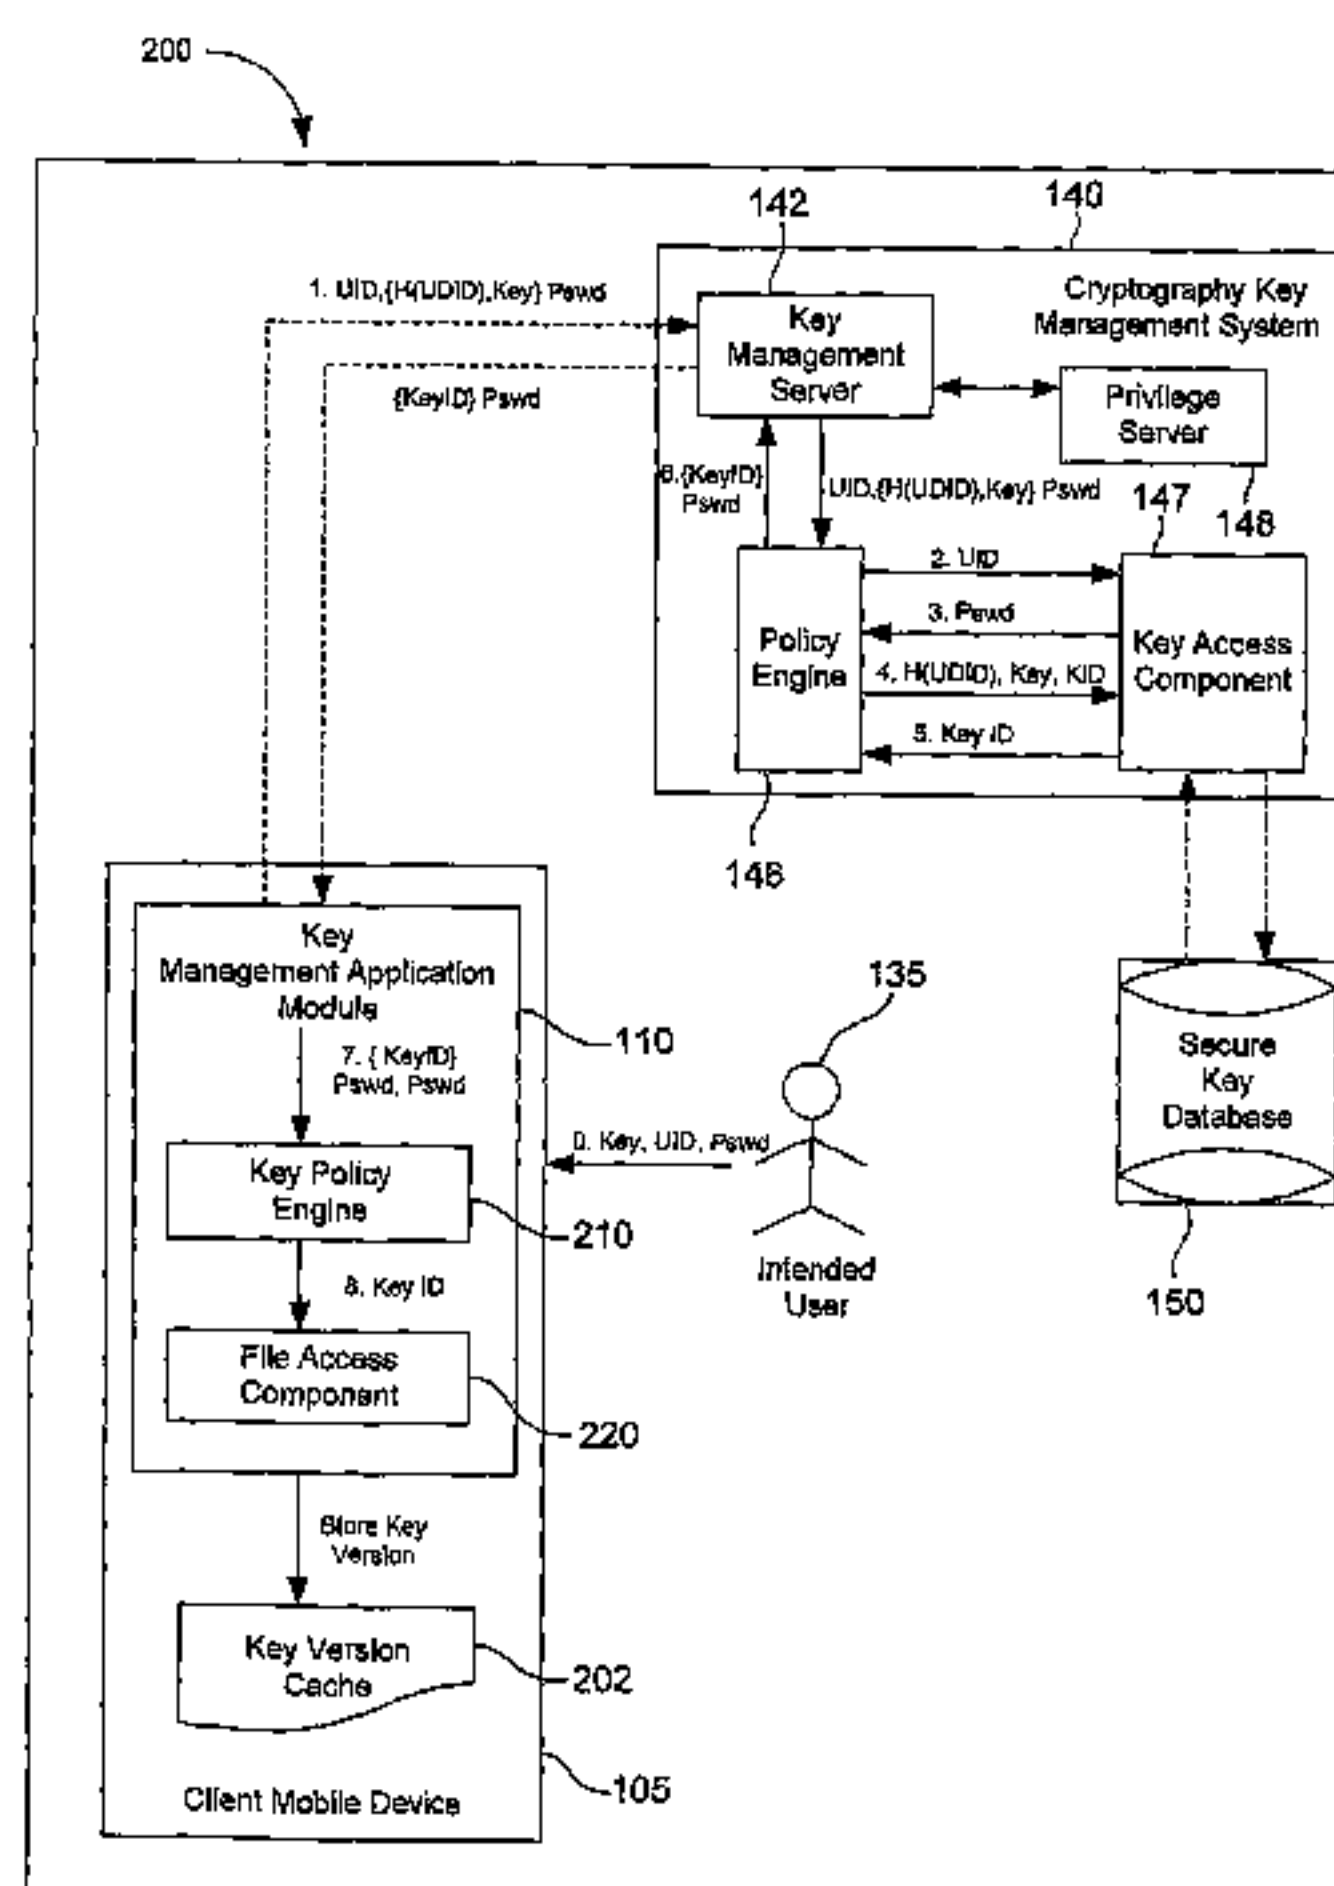 200
142
140
1. UID,{H(UDID),Key} Pswd
Key
Management
Server
Cryptography Key
Management System
{KeyID} Pswd
Privilege
Server
6.{KeyID}
Pswd
UID,{H(UDID),Key} Pswd
147
148
2. UID
3. Pswd
Policy
Engine
Key Access
Component
4. H(UDID), Key, KID
5. Key ID
146
Key
Management Application
Module
135
110
7. { KeyID}
Pswd, Pswd
Secure
Key
Database
0. Key, UID, Pswd
Key Policy
Engine
210
Intended
User
150
8. Key ID
File Access
Component
220
Store Key
Version
Key Version
Cache
202
105
Client Mobile Device